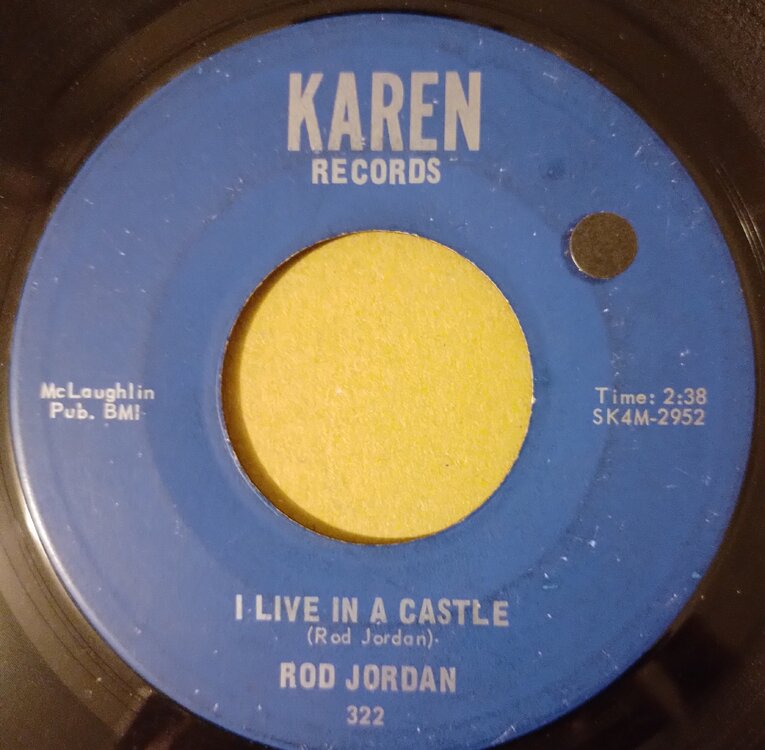 KAREN
RECORDS
McLaughlin
Pub. BMI
Time: 2:38
SK4M-2952
I LIVE IN A CASTLE
(Rod Jordan)
ROD JORDAN
322